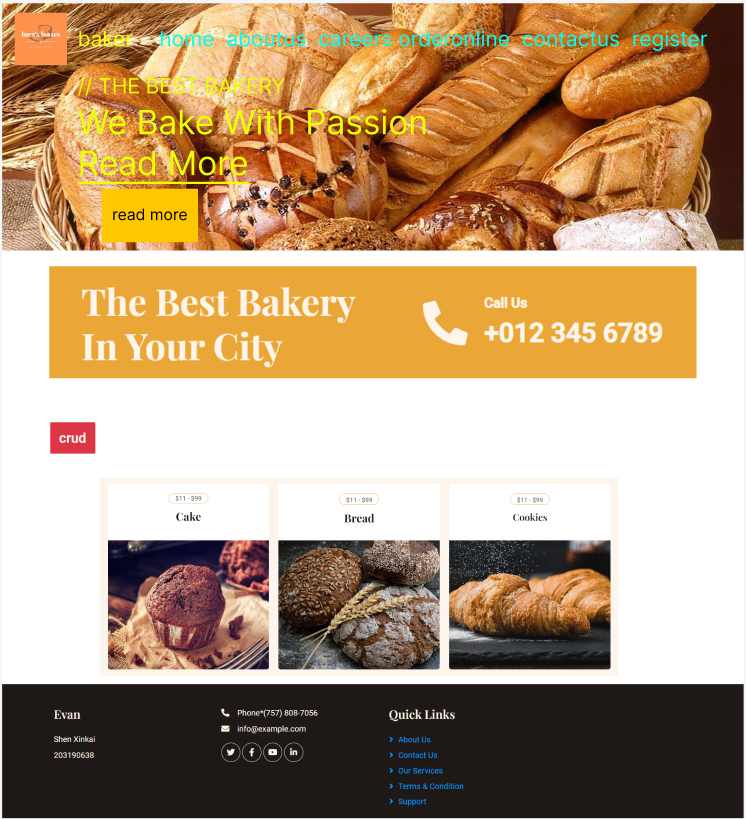 luca's loaves
baker home aboutus careers orderonline contactus register
// THE BEST BAKERY
We Bake With Passion
Read More
read more
The Best Bakery
In Your City
Call Us
+012 345 6789
crud
$11 - $99
Cake
$11 - $99
Bread
$11 - $99
Cookies
Evan
Shen Xinkai
203190638
Phone*(757) 808-7056
info@example.com
Quick Links
About Us
Contact Us
Our Services
Terms & Condition
Support